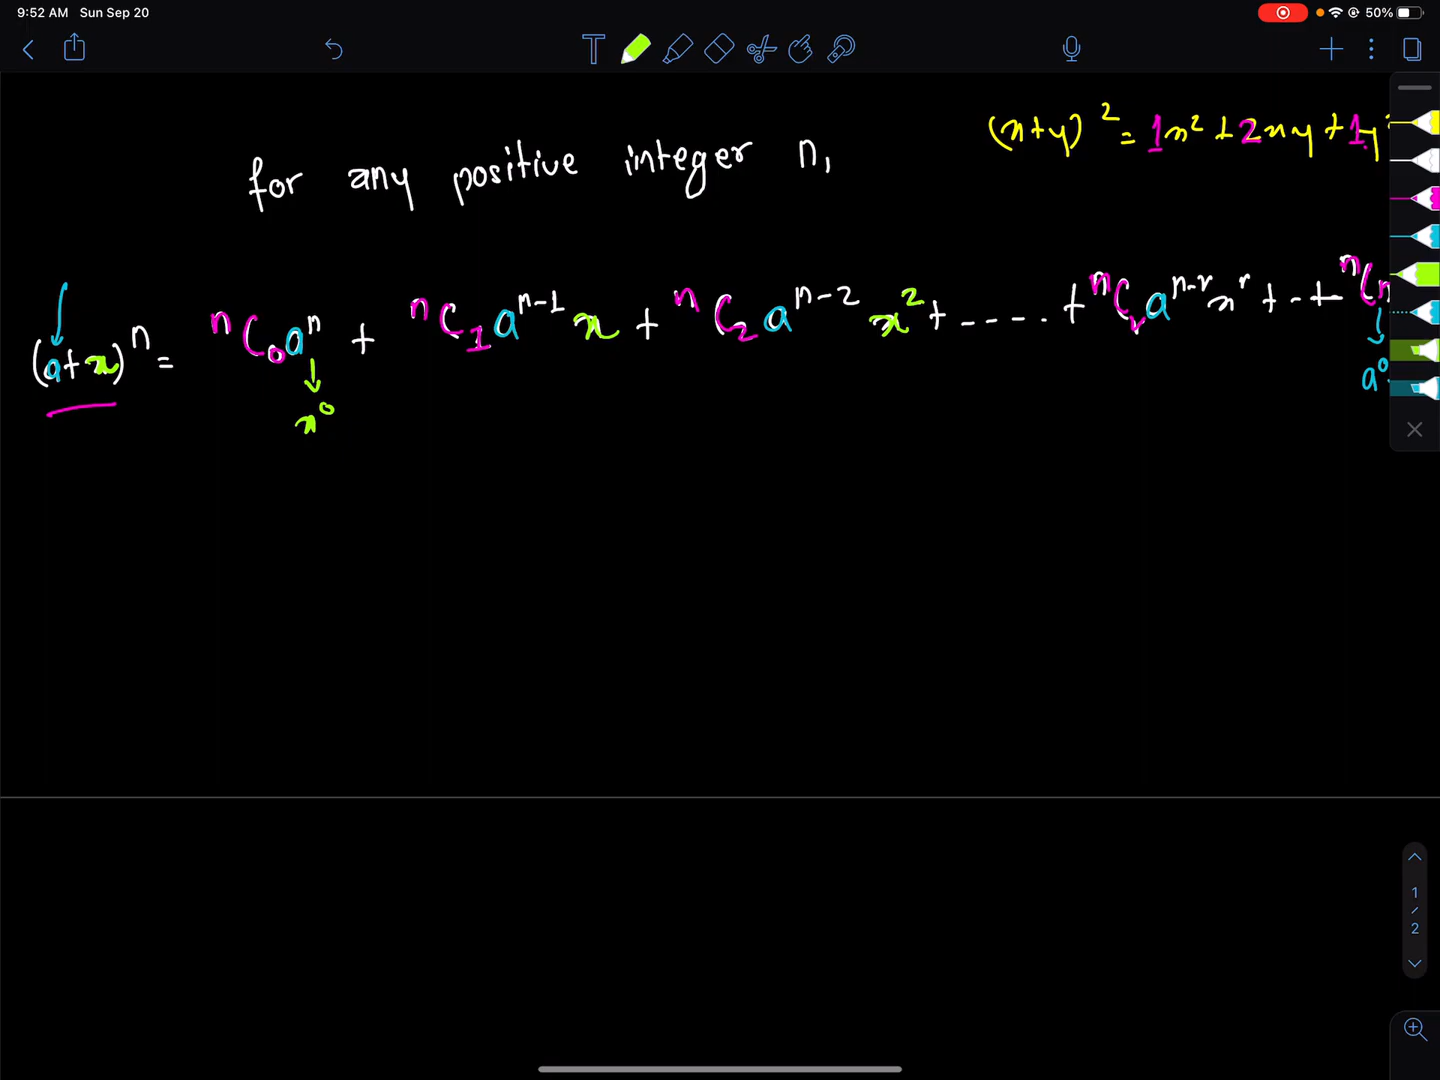 9:52 AM Sun Sep 20
50%
(x+y)² = 1x² + 2xy + 1y
for any positive integer n,
(a+x)ⁿ = ⁿC₀aⁿ + ⁿC₁aⁿ⁻¹x + ⁿC₂aⁿ⁻²x² + ---- + ⁿCᵣaⁿ⁻ʳxʳ + -- + ⁿCₙ
x⁰
a⁰
1
/
2